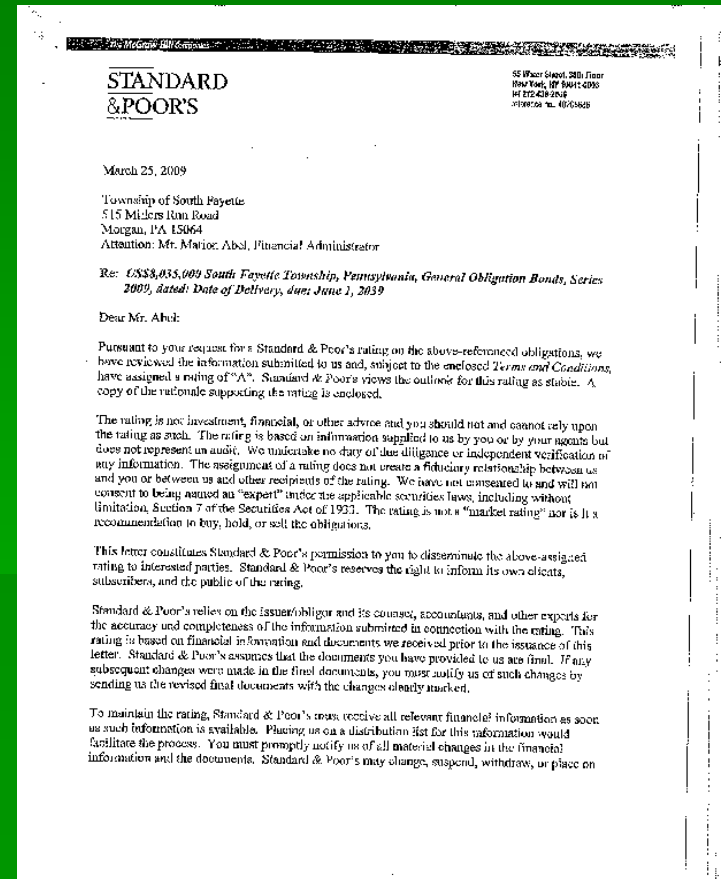 The McGraw-Hill Companies
STANDARD
&POOR'S
55 Water Street, 38th Floor
New York, NY 10041-0003
tel 212 438-2066
reference no.:
March 25, 2009
Township of South Fayette
515 Millers Run Road
Morgan, PA 15064
Attention: Mr. Marion Abel, Financial Administrator
Re: US$8,035,000 South Fayette Township, Pennsylvania, General Obligation Bonds, Series
2009, dated: Date of Delivery, due: June 1, 2039
Dear Mr. Abel:
Pursuant to your request for a Standard & Poor's rating on the above-referenced obligations, we
have reviewed the information submitted to us and, subject to the enclosed Terms and Conditions,
have assigned a rating of "A". Standard & Poor's views the outlook for this rating as stable. A
copy of the rationale supporting the rating is enclosed.
The rating is not investment, financial, or other advice and you should not and cannot rely upon
the rating as such. The rating is based on information supplied to us by you or by your agents but
does not represent an audit. We undertake no duty of due diligence or independent verification of
any information. The assignment of a rating does not create a fiduciary relationship between us
and you or between us and other recipients of the rating. We have not consented to and will not
consent to being named an "expert" under the applicable securities laws, including without
limitation, Section 7 of the Securities Act of 1933. The rating is not a "market rating" nor is it a
recommendation to buy, hold, or sell the obligations.
This letter constitutes Standard & Poor's permission to you to disseminate the above-assigned
rating to interested parties. Standard & Poor's reserves the right to inform its own clients,
subscribers, and the public of the rating.
Standard & Poor's relies on the issuer/obligor and its counsel, accountants, and other experts for
the accuracy and completeness of the information submitted in connection with the rating. This
rating is based on financial information and documents we received prior to the issuance of this
letter. Standard & Poor's assumes that the documents you have provided to us are final. If any
subsequent changes were made in the final documents, you must notify us of such changes by
sending us the revised final documents with the changes clearly marked.
To maintain the rating, Standard & Poor's must receive all relevant financial information as soon
as such information is available. Placing us on a distribution list for this information would
facilitate the process. You must promptly notify us of all material changes in the financial
information and the documents. Standard & Poor's may change, suspend, withdraw, or place on